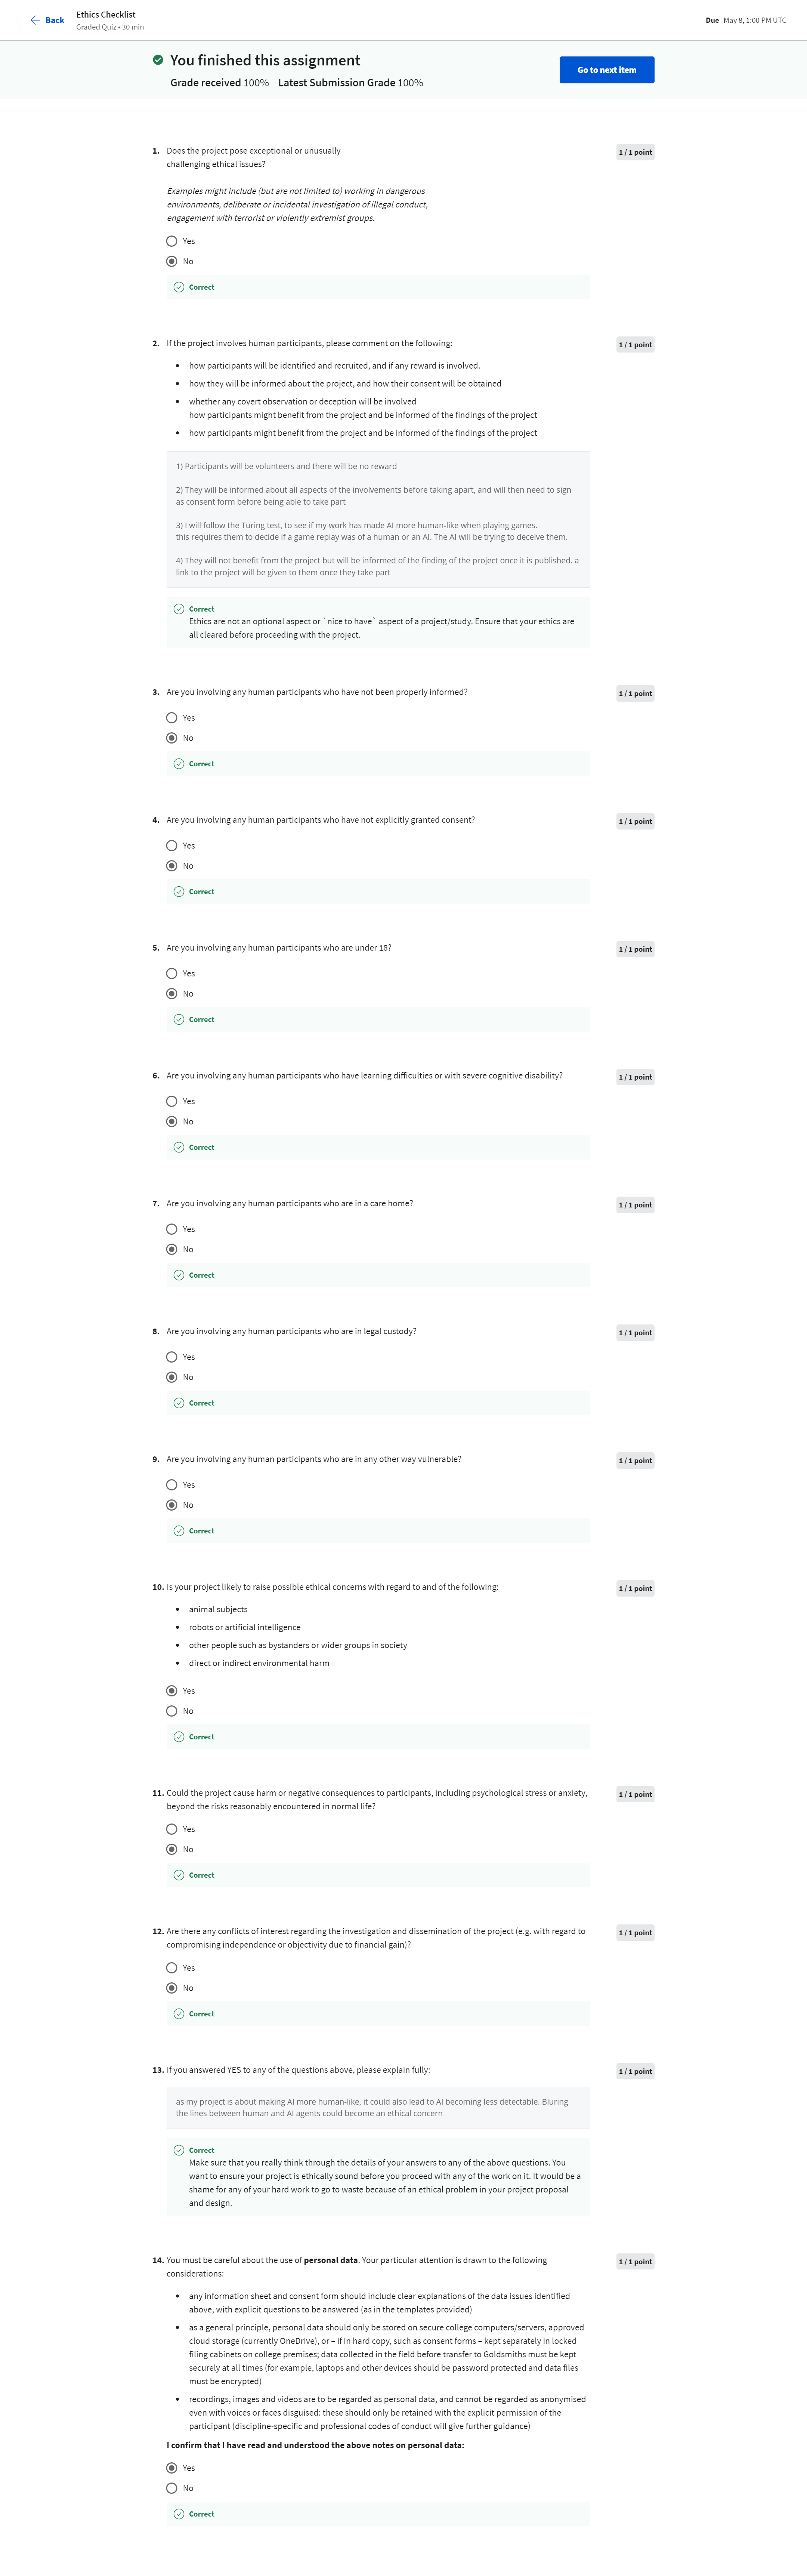 Back
Ethics Checklist
Graded Quiz • 30 min
Due May 8, 1:00 PM UTC
You finished this assignment
Grade received 100% Latest Submission Grade 100%
Go to next item
1. Does the project pose exceptional or unusually
challenging ethical issues?
1 / 1 point
Examples might include (but are not limited to) working in dangerous
environments, deliberate or incidental investigation of illegal conduct,
engagement with terrorist or violently extremist groups.
Yes
No
Correct
2. If the project involves human participants, please comment on the following:
1 / 1 point
• how participants will be identified and recruited, and if any reward is involved.
• how they will be informed about the project, and how their consent will be obtained
• whether any covert observation or deception will be involved
how participants might benefit from the project and be informed of the findings of the project
• how participants might benefit from the project and be informed of the findings of the project
1) Participants will be volunteers and there will be no reward
2) They will be informed about all aspects of the involvements before taking apart, and will then need to sign
as consent form before being able to take part
3) I will follow the Turing test, to see if my work has made AI more human-like when playing games.
this requires them to decide if a game replay was of a human or an AI. The AI will be trying to deceive them.
4) They will not benefit from the project but will be informed of the finding of the project once it is published. a
link to the project will be given to them once they take part
Correct
Ethics are not an optional aspect or `nice to have` aspect of a project/study. Ensure that your ethics are
all cleared before proceeding with the project.
3. Are you involving any human participants who have not been properly informed?
1 / 1 point
Yes
No
Correct
4. Are you involving any human participants who have not explicitly granted consent?
1 / 1 point
Yes
No
Correct
5. Are you involving any human participants who are under 18?
1 / 1 point
Yes
No
Correct
6. Are you involving any human participants who have learning difficulties or with severe cognitive disability?
1 / 1 point
Yes
No
Correct
7. Are you involving any human participants who are in a care home?
1 / 1 point
Yes
No
Correct
8. Are you involving any human participants who are in legal custody?
1 / 1 point
Yes
No
Correct
9. Are you involving any human participants who are in any other way vulnerable?
1 / 1 point
Yes
No
Correct
10. Is your project likely to raise possible ethical concerns with regard to and of the following:
1 / 1 point
• animal subjects
• robots or artificial intelligence
• other people such as bystanders or wider groups in society
• direct or indirect environmental harm
Yes
No
Correct
11. Could the project cause harm or negative consequences to participants, including psychological stress or anxiety,
beyond the risks reasonably encountered in normal life?
1 / 1 point
Yes
No
Correct
12. Are there any conflicts of interest regarding the investigation and dissemination of the project (e.g. with regard to
compromising independence or objectivity due to financial gain)?
1 / 1 point
Yes
No
Correct
13. If you answered YES to any of the questions above, please explain fully:
1 / 1 point
as my project is about making AI more human-like, it could also lead to AI becoming less detectable. Bluring
the lines between human and AI agents could become an ethical concern
Correct
Make sure that you really think through the details of your answers to any of the above questions. You
want to ensure your project is ethically sound before you proceed with any of the work on it. It would be a
shame for any of your hard work to go to waste because of an ethical problem in your project proposal
and design.
14. You must be careful about the use of personal data. Your particular attention is drawn to the following
considerations:
1 / 1 point
• any information sheet and consent form should include clear explanations of the data issues identified
above, with explicit questions to be answered (as in the templates provided)
• as a general principle, personal data should only be stored on secure college computers/servers, approved
cloud storage (currently OneDrive), or – if in hard copy, such as consent forms – kept separately in locked
filing cabinets on college premises; data collected in the field before transfer to Goldsmiths must be kept
securely at all times (for example, laptops and other devices should be password protected and data files
must be encrypted)
• recordings, images and videos are to be regarded as personal data, and cannot be regarded as anonymised
even with voices or faces disguised: these should only be retained with the explicit permission of the
participant (discipline-specific and professional codes of conduct will give further guidance)
I confirm that I have read and understood the above notes on personal data:
Yes
No
Correct